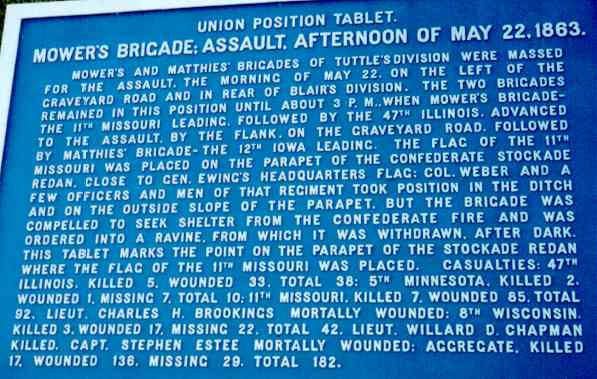 UNION POSITION TABLET.
MOWER'S BRIGADE; ASSAULT, AFTERNOON OF MAY 22, 1863.
MOWER'S AND MATTHIES' BRIGADES OF TUTTLE'S DIVISION WERE MASSED
FOR THE ASSAULT, THE MORNING OF MAY 22, ON THE LEFT OF THE
GRAVEYARD ROAD AND IN REAR OF BLAIR'S DIVISION. THE TWO BRIGADES
REMAINED IN THIS POSITION UNTIL ABOUT 3 P. M., WHEN MOWER'S BRIGADE-
THE 11TH MISSOURI LEADING, FOLLOWED BY THE 47TH ILLINOIS, ADVANCED
TO THE ASSAULT, BY THE FLANK, ON THE GRAVEYARD ROAD, FOLLOWED
BY MATTHIES' BRIGADE-THE 12TH IOWA LEADING. THE FLAG OF THE 11TH
MISSOURI WAS PLACED ON THE PARAPET OF THE CONFEDERATE STOCKADE
REDAN, CLOSE TO GEN. EWING'S HEADQUARTERS FLAG; COL. WEBER AND A
FEW OFFICERS AND MEN OF THAT REGIMENT TOOK POSITION IN THE DITCH
AND ON THE OUTSIDE SLOPE OF THE PARAPET, BUT THE BRIGADE WAS
COMPELLED TO SEEK SHELTER FROM THE CONFEDERATE FIRE AND WAS
ORDERED INTO A RAVINE, FROM WHICH IT WAS WITHDRAWN, AFTER DARK.
THIS TABLET MARKS THE POINT ON THE PARAPET OF THE STOCKADE REDAN
WHERE THE FLAG OF THE 11TH MISSOURI WAS PLACED. CASUALTIES: 47TH
ILLINOIS, KILLED 5, WOUNDED 33, TOTAL 38; 5TH MINNESOTA, KILLED 2,
WOUNDED 1, MISSING 7, TOTAL 10; 11TH MISSOURI, KILLED 7, WOUNDED 85, TOTAL
92, LIEUT. CHARLES H. BROOKINGS MORTALLY WOUNDED; 8TH WISCONSIN,
KILLED 3, WOUNDED 17, MISSING 22, TOTAL 42, LIEUT. WILLARD D. CHAPMAN
KILLED, CAPT. STEPHEN ESTEE MORTALLY WOUNDED; AGGREGATE, KILLED
17, WOUNDED 136, MISSING 29, TOTAL 182.